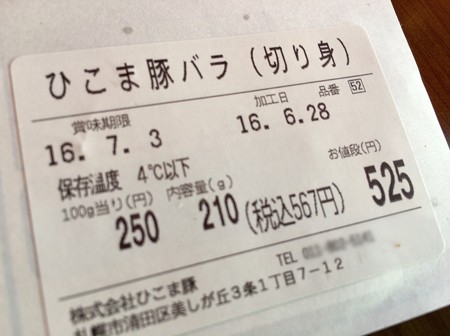 ひこま豚バラ(切り身)
賞味期限 加工日 品番 52
16. 7. 3 16. 6.28
保存温度 4℃以下
100g当り(円) 内容量(g) お値段(円)
250 210 (税込567円) 525
株式会社ひこま豚 TEL
札幌市清田区美しが丘3条1丁目7-12